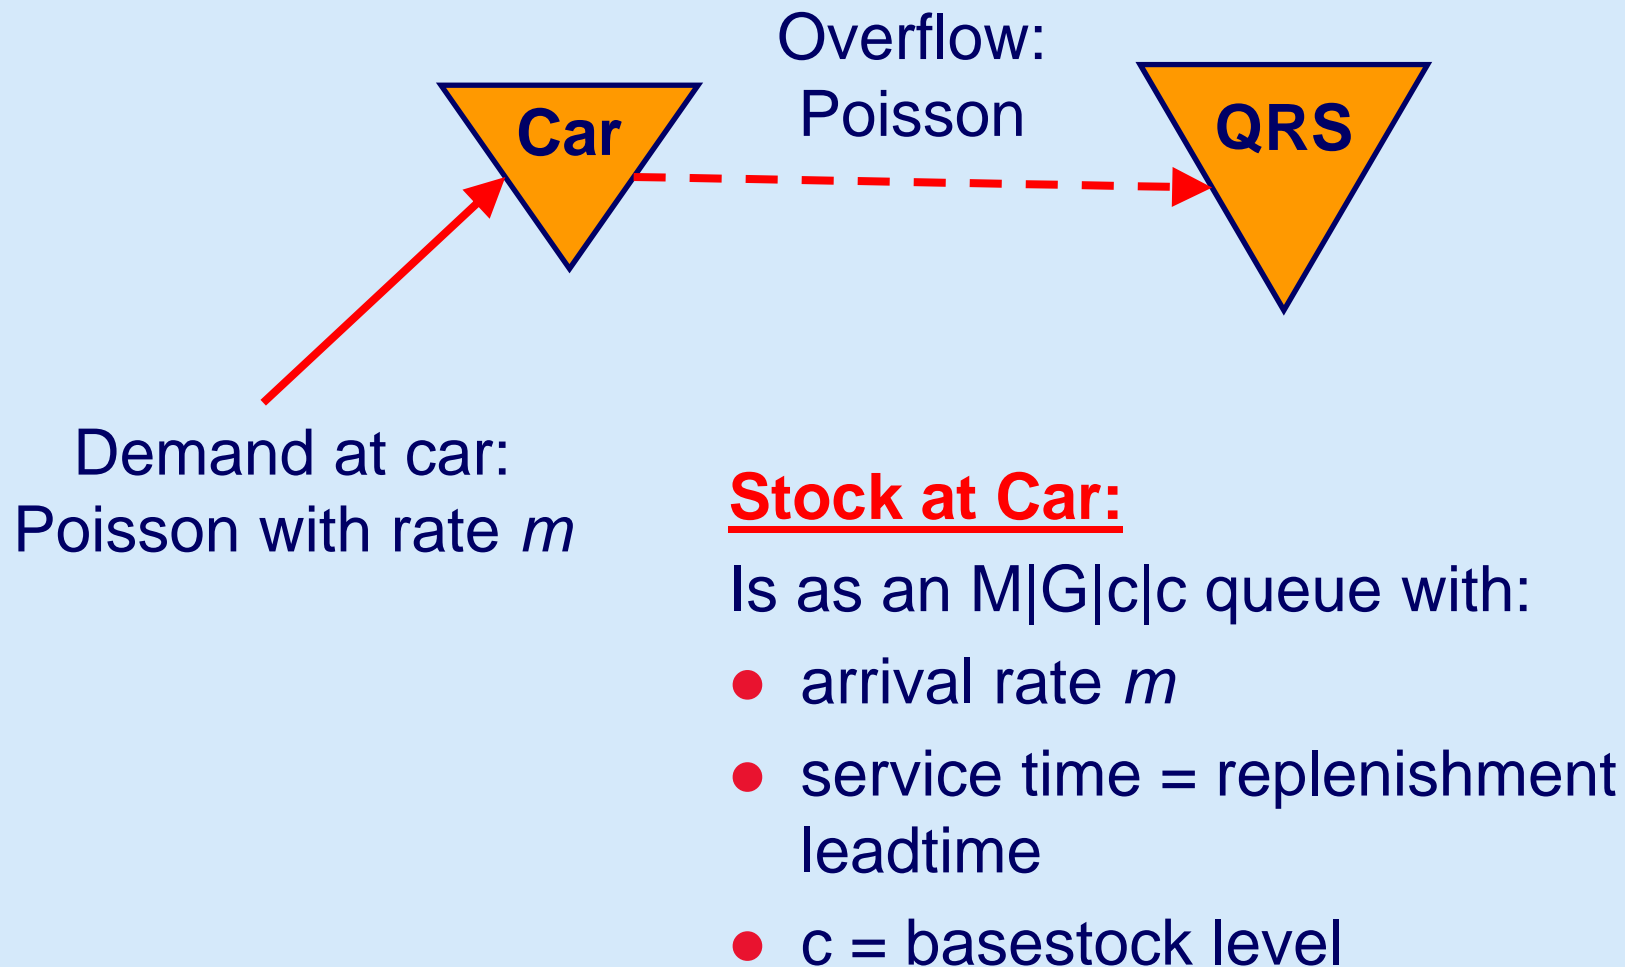 Overflow:
Poisson
Car
QRS
Demand at car:
Poisson with rate m
Stock at Car:
Is as an M|G|c|c queue with:
● arrival rate m
● service time = replenishment
leadtime
● c = basestock level